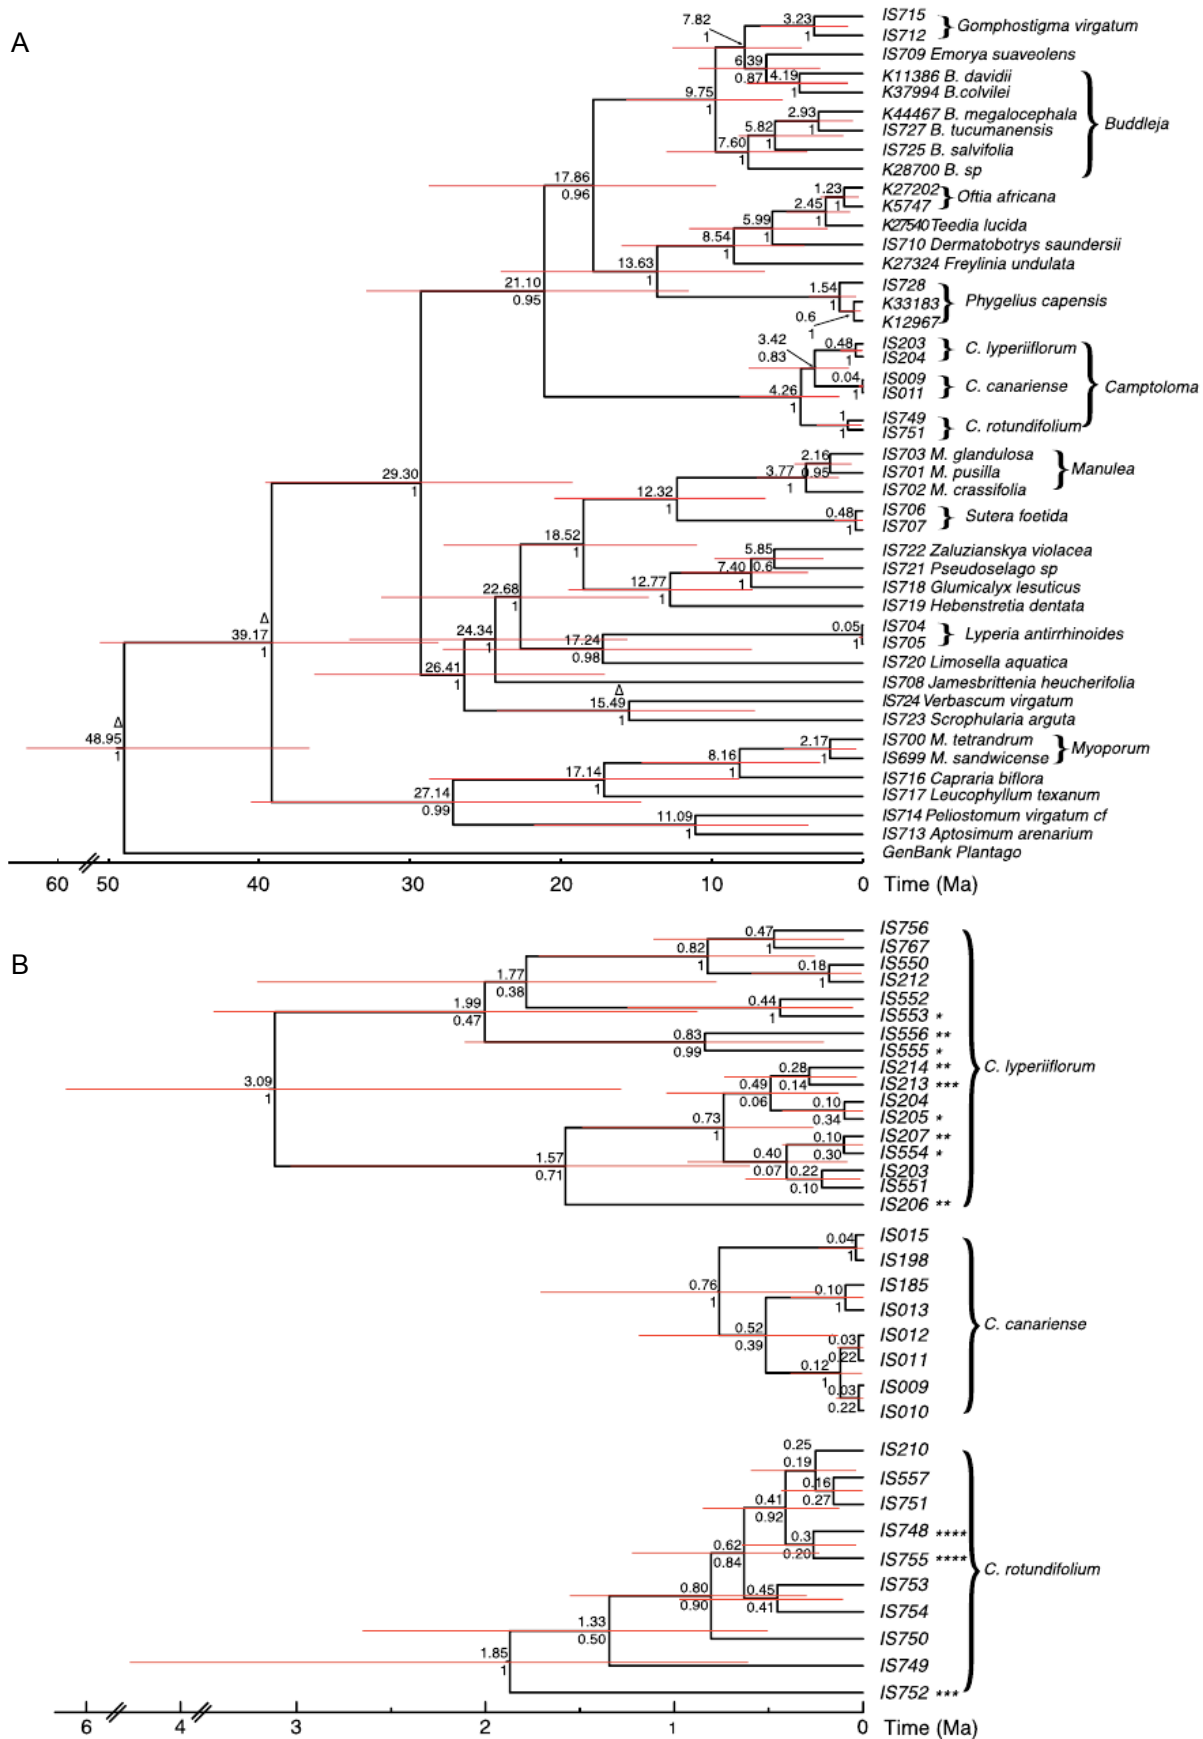 A
7.82
1
3.23
1
IS715
IS712
Gomphostigma virgatum
6.39
0.87
IS709 Emorya suaveolens
4.19
1
K11386 B. davidii
K37994 B.colvilei
9.75
1
2.93
1
K44467 B. megalocephala
IS727 B. tucumanensis
Buddleja
5.82
1
7.60
1
IS725 B. salvifolia
K28700 B. sp
17.86
0.96
1.23
1
K27202
K5747
Oftia africana
2.45
1
K27540 Teedia lucida
5.99
1
8.54
1
IS710 Dermatobotrys saundersii
K27324 Freylinia undulata
13.63
1
21.10
0.95
1.54
1
IS728
K33183
K12967
Phygelius capensis
0.6
1
3.42
0.83
0.48
1
IS203
IS204
C. lyperiiflorum
0.04
1
IS009
IS011
C. canariense
Camptoloma
4.26
1
1
1
IS749
IS751
C. rotundifolium
29.30
1
2.16
0.95
IS703 M. glandulosa
IS701 M. pusilla
IS702 M. crassifolia
Manulea
3.77
1
12.32
1
0.48
1
IS706
IS707
Sutera foetida
18.52
1
5.85
0.6
IS722 Zaluzianskya violacea
IS721 Pseudoselago sp
7.40
1
IS718 Glumicalyx lesuticus
IS719 Hebenstretia dentata
12.77
1
22.68
1
Δ
39.17
1
24.34
1
0.05
1
IS704
IS705
Lyperia antirrhinoides
17.24
0.98
IS720 Limosella aquatica
26.41
1
IS708 Jamesbrittenia heucherifolia
Δ
15.49
1
IS724 Verbascum virgatum
IS723 Scrophularia arguta
Δ
48.95
1
2.17
1
IS700 M. tetrandrum
IS699 M. sandwicense
Myoporum
8.16
1
IS716 Capraria biflora
17.14
1
IS717 Leucophyllum texanum
27.14
0.99
11.09
1
IS714 Peliostomum virgatum cf
IS713 Aptosimum arenarium
GenBank Plantago
60 50 40 30 20 10 0 Time (Ma)
B
0.47
1
IS756
IS767
0.82
1
0.18
1
IS550
IS212
1.77
0.38
0.44
1
IS552
IS553 *
1.99
0.47
0.83
0.99
IS556 **
IS555 *
C. lyperiiflorum
0.28
0.14
IS214 **
IS213 ***
3.09
1
0.49
0.06
0.10
0.34
IS204
IS205 *
0.73
1
0.10
0.30
IS207 **
IS554 *
0.40
0.07
0.22
0.10
IS203
IS551
1.57
0.71
IS206 **
0.04
1
IS015
IS198
0.76
1
0.10
1
IS185
IS013
0.52
0.39
C. canariense
0.03
0.22
IS012
IS011
0.12
1
0.03
0.22
IS009
IS010
0.25
0.19
IS210
0.16
0.27
IS557
IS751
0.41
0.92
0.3
0.20
IS748 ****
IS755 ****
0.62
0.84
C. rotundifolium
0.45
0.41
IS753
IS754
0.80
0.90
IS750
1.33
0.50
IS749
1.85
1
IS752 ***
6 4 3 2 1 0 Time (Ma)